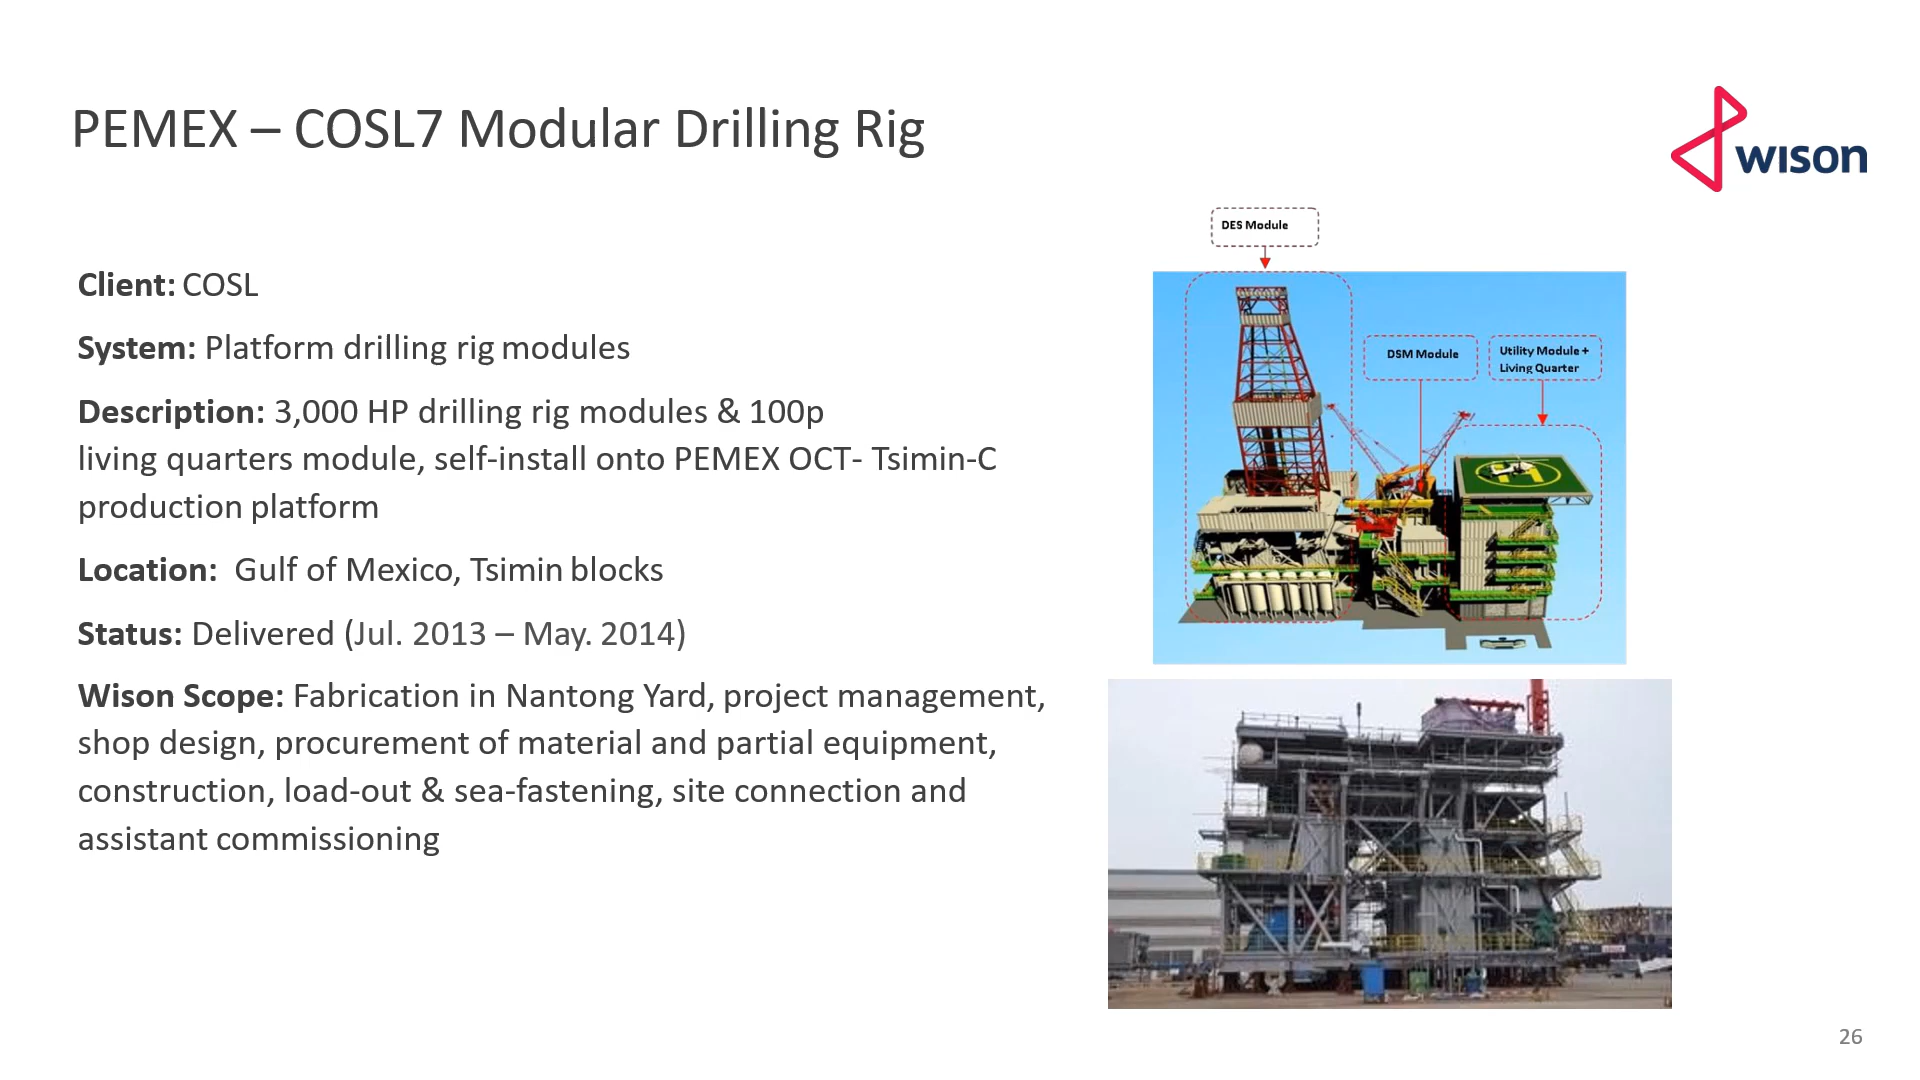 PEMEX – COSL7 Modular Drilling Rig
wison
Client: COSL
System: Platform drilling rig modules
Description: 3,000 HP drilling rig modules & 100p
living quarters module, self-install onto PEMEX OCT- Tsimin-C
production platform
Location:  Gulf of Mexico, Tsimin blocks
Status: Delivered (Jul. 2013 – May. 2014)
Wison Scope: Fabrication in Nantong Yard, project management,
shop design, procurement of material and partial equipment,
construction, load-out & sea-fastening, site connection and
assistant commissioning
DES Module
DSM Module
Utility Module +
Living Quarter
H
26